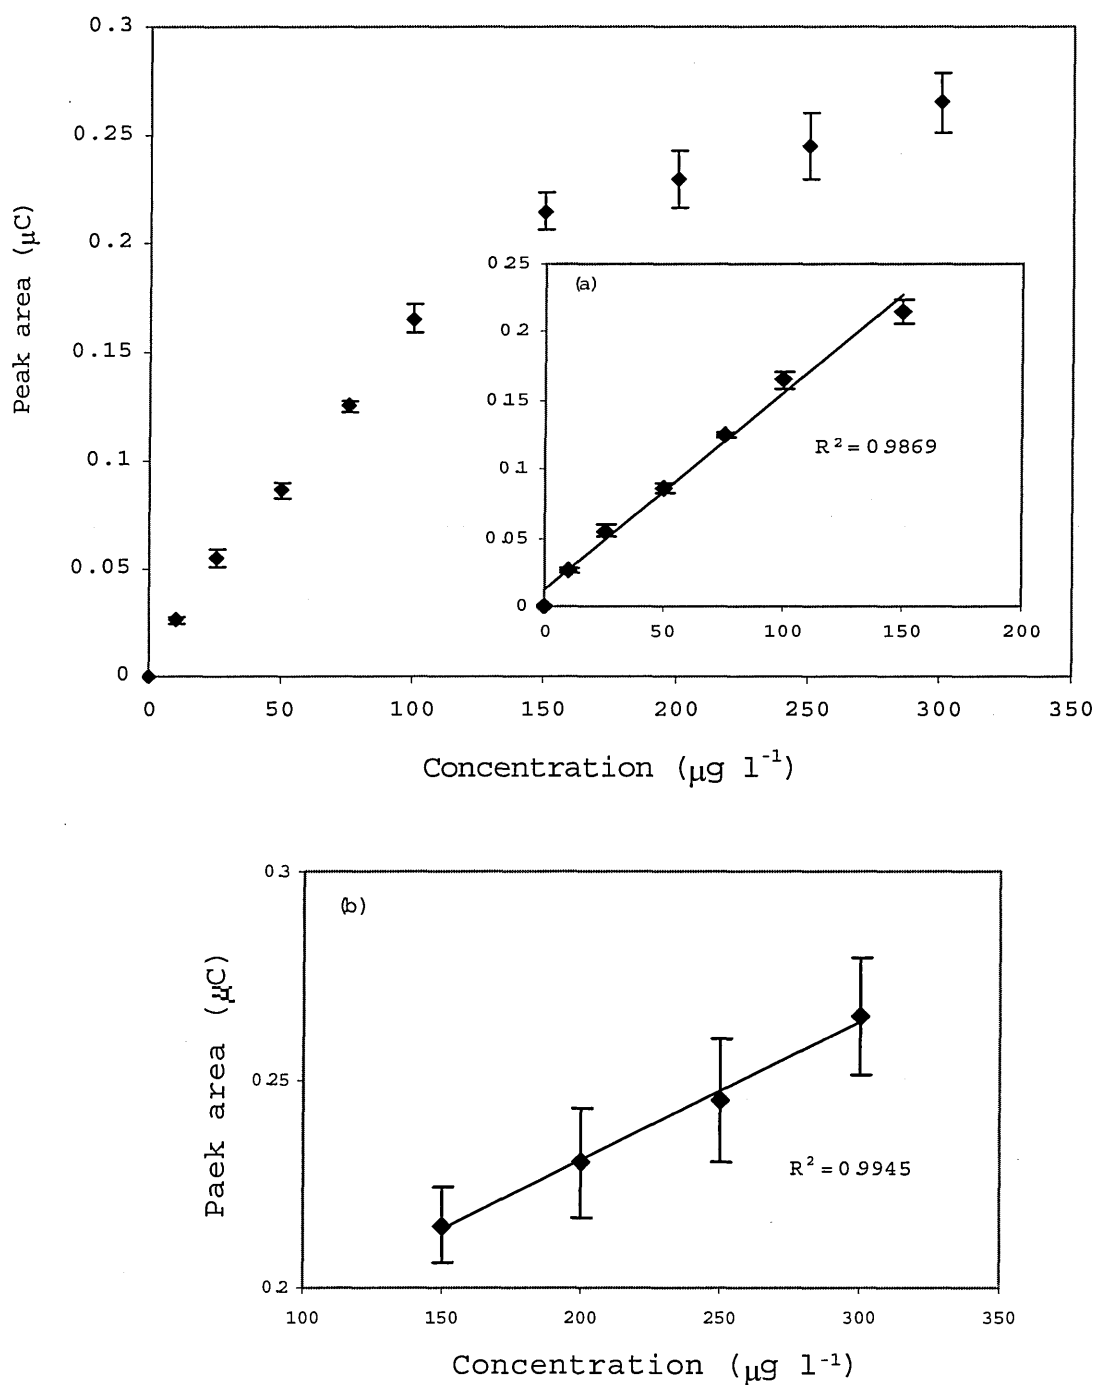 0.3
0.25
0.2
0.15
0.1
0.05
0
Peak area (μC)
0 50 100 150 200 250 300 350
Concentration (μg l⁻¹)
(a)
0.25
0.2
0.15
0.1
0.05
0
R² = 0.9869
0 50 100 150 200
(b)
0.3
0.25
0.2
Paek area (μC)
R² = 0.9945
100 150 200 250 300 350
Concentration (μg l⁻¹)